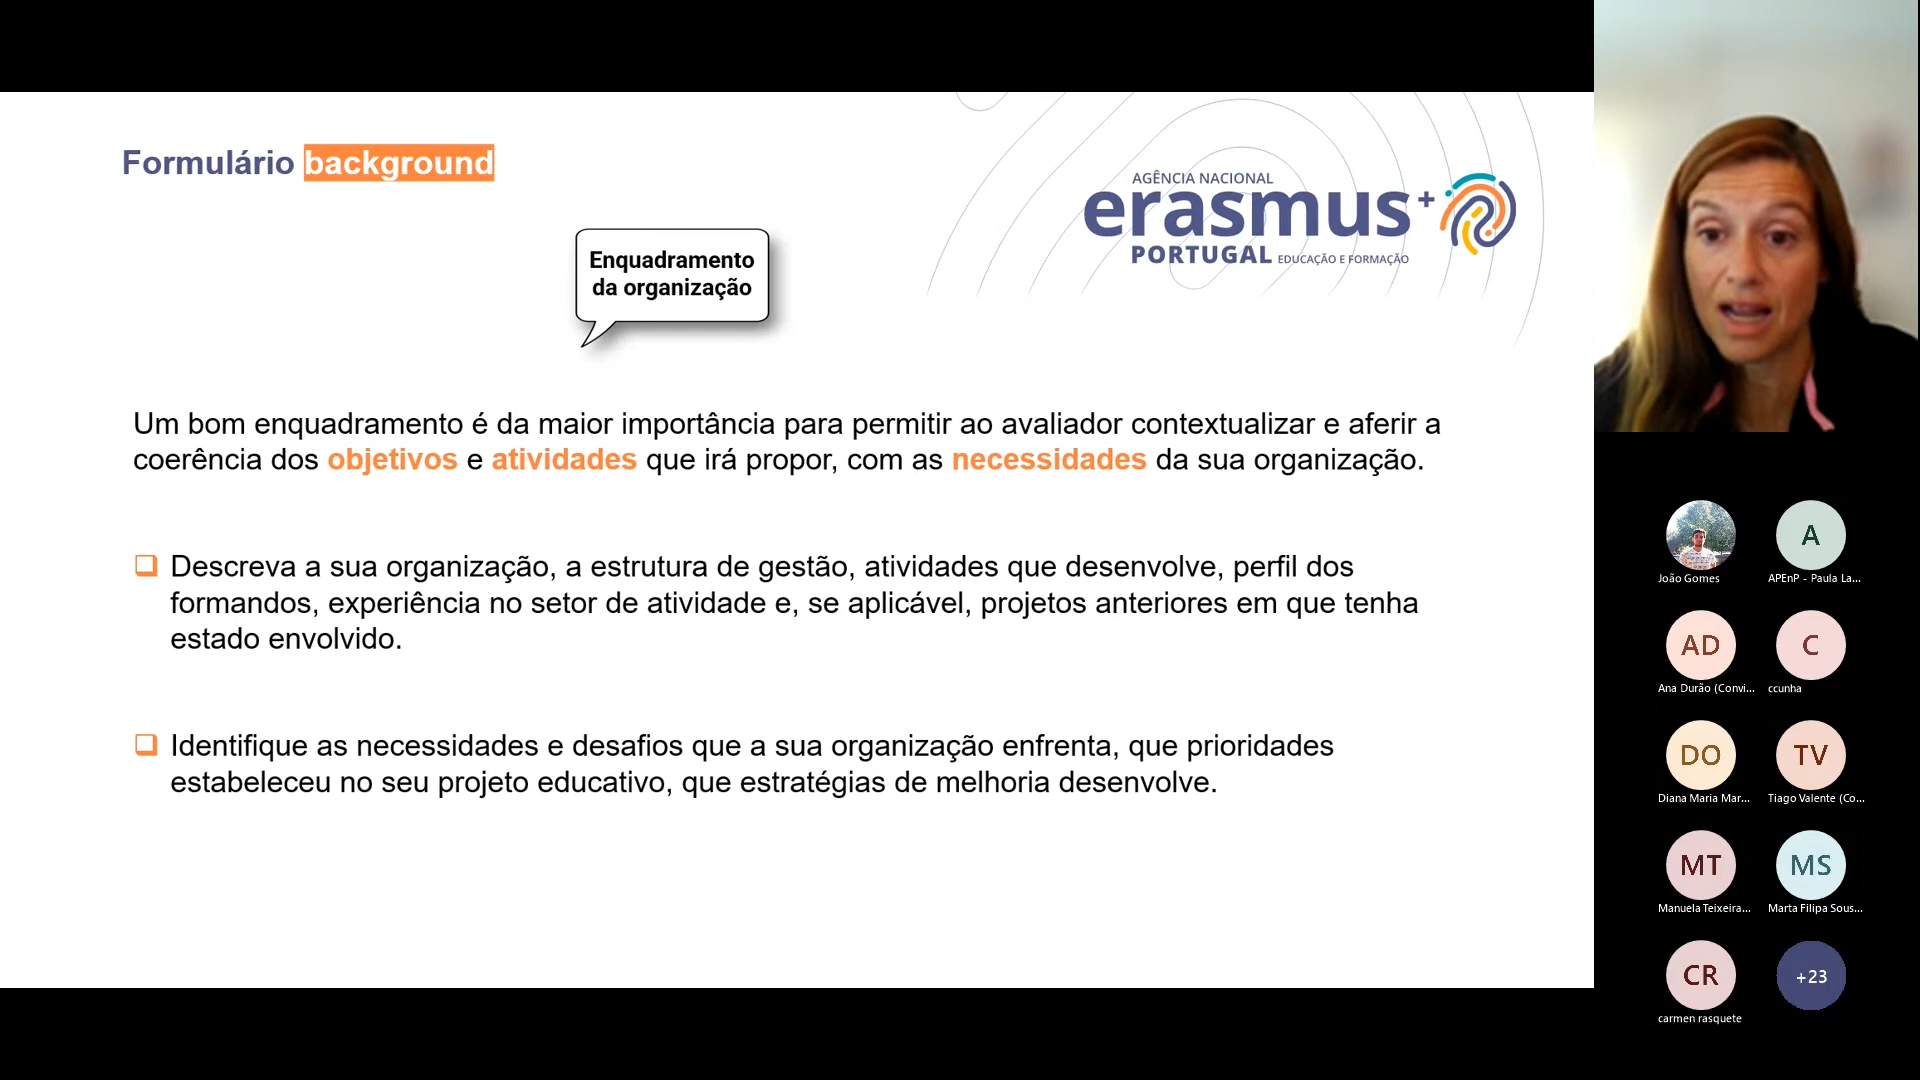 Formulário background
AGÊNCIA NACIONAL
erasmus+
PORTUGAL EDUCAÇÃO E FORMAÇÃO
Enquadramento
da organização
Um bom enquadramento é da maior importância para permitir ao avaliador contextualizar e aferir a
coerência dos objetivos e atividades que irá propor, com as necessidades da sua organização.
❑ Descreva a sua organização, a estrutura de gestão, atividades que desenvolve, perfil dos
formandos, experiência no setor de atividade e, se aplicável, projetos anteriores em que tenha
estado envolvido.
❑ Identifique as necessidades e desafios que a sua organização enfrenta, que prioridades
estabeleceu no seu projeto educativo, que estratégias de melhoria desenvolve.
João Gomes
A
APEnP - Paula La...
AD
Ana Durão (Convi...
C
ccunha
DO
Diana Maria Mar...
TV
Tiago Valente (Co...
MT
Manuela Teixeira...
MS
Marta Filipa Sous...
CR
carmen rasquete
+23